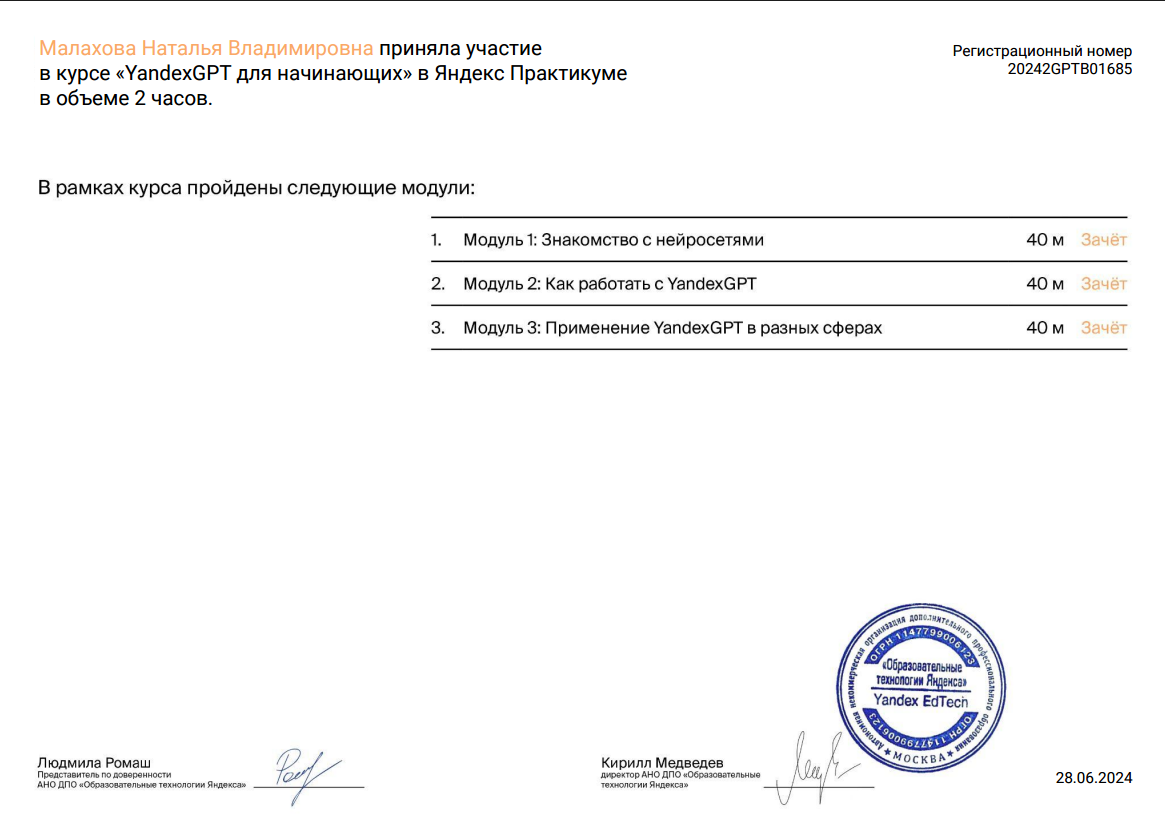 Малахова Наталья Владимировна приняла участие
в курсе «YandexGPT для начинающих» в Яндекс Практикуме
в объеме 2 часов.
Регистрационный номер
20242GPTB01685
В рамках курса пройдены следующие модули:
1. Модуль 1: Знакомство с нейросетями 40 м Зачёт
2. Модуль 2: Как работать с YandexGPT 40 м Зачёт
3. Модуль 3: Применение YandexGPT в разных сферах 40 м Зачёт
Автономная некоммерческая организация дополнительного профессионального образования
ОГРН 1147799006123
«Образовательные
технологии Яндекса»
Yandex EdTech
ОГРН 1147799006123
МОСКВА
Людмила Ромаш
Представитель по доверенности
АНО ДПО «Образовательные технологии Яндекса»
Кирилл Медведев
директор АНО ДПО «Образовательные
технологии Яндекса»
28.06.2024